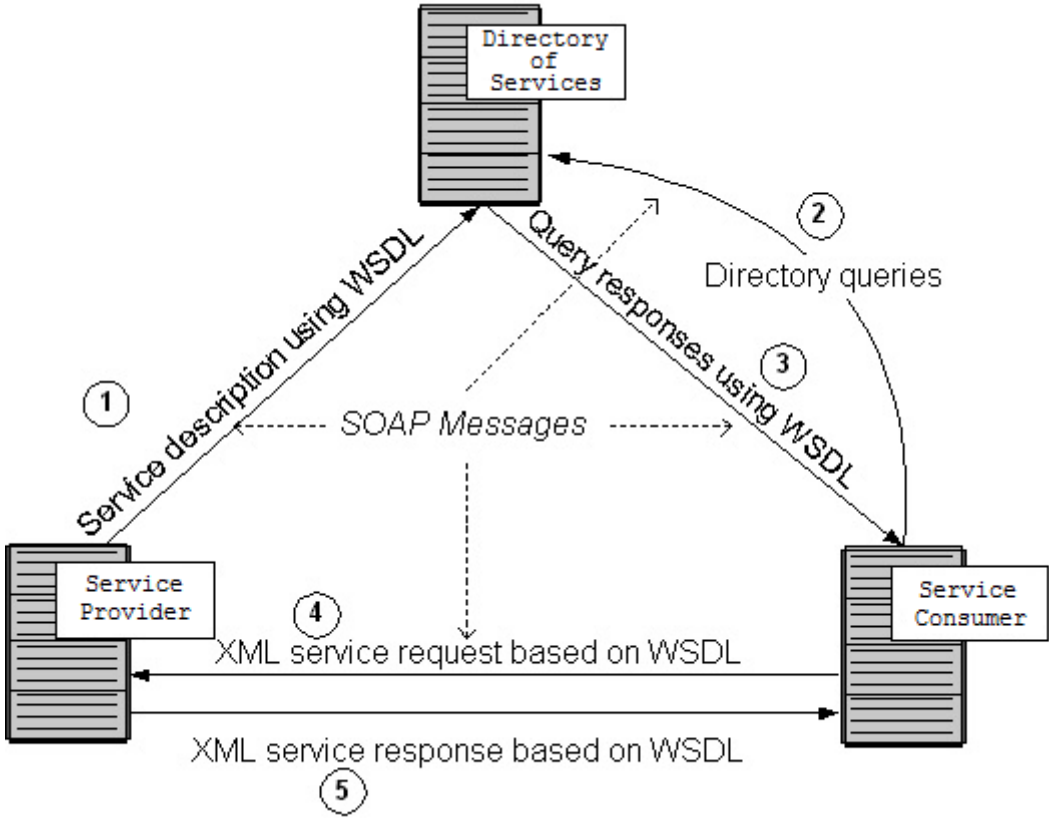 Directory
of
Services
2
Directory queries
Query responses using WSDL
3
1
Service description using WSDL
SOAP Messages
Service
Provider
Service
Consumer
4
XML service request based on WSDL
XML service response based on WSDL
5